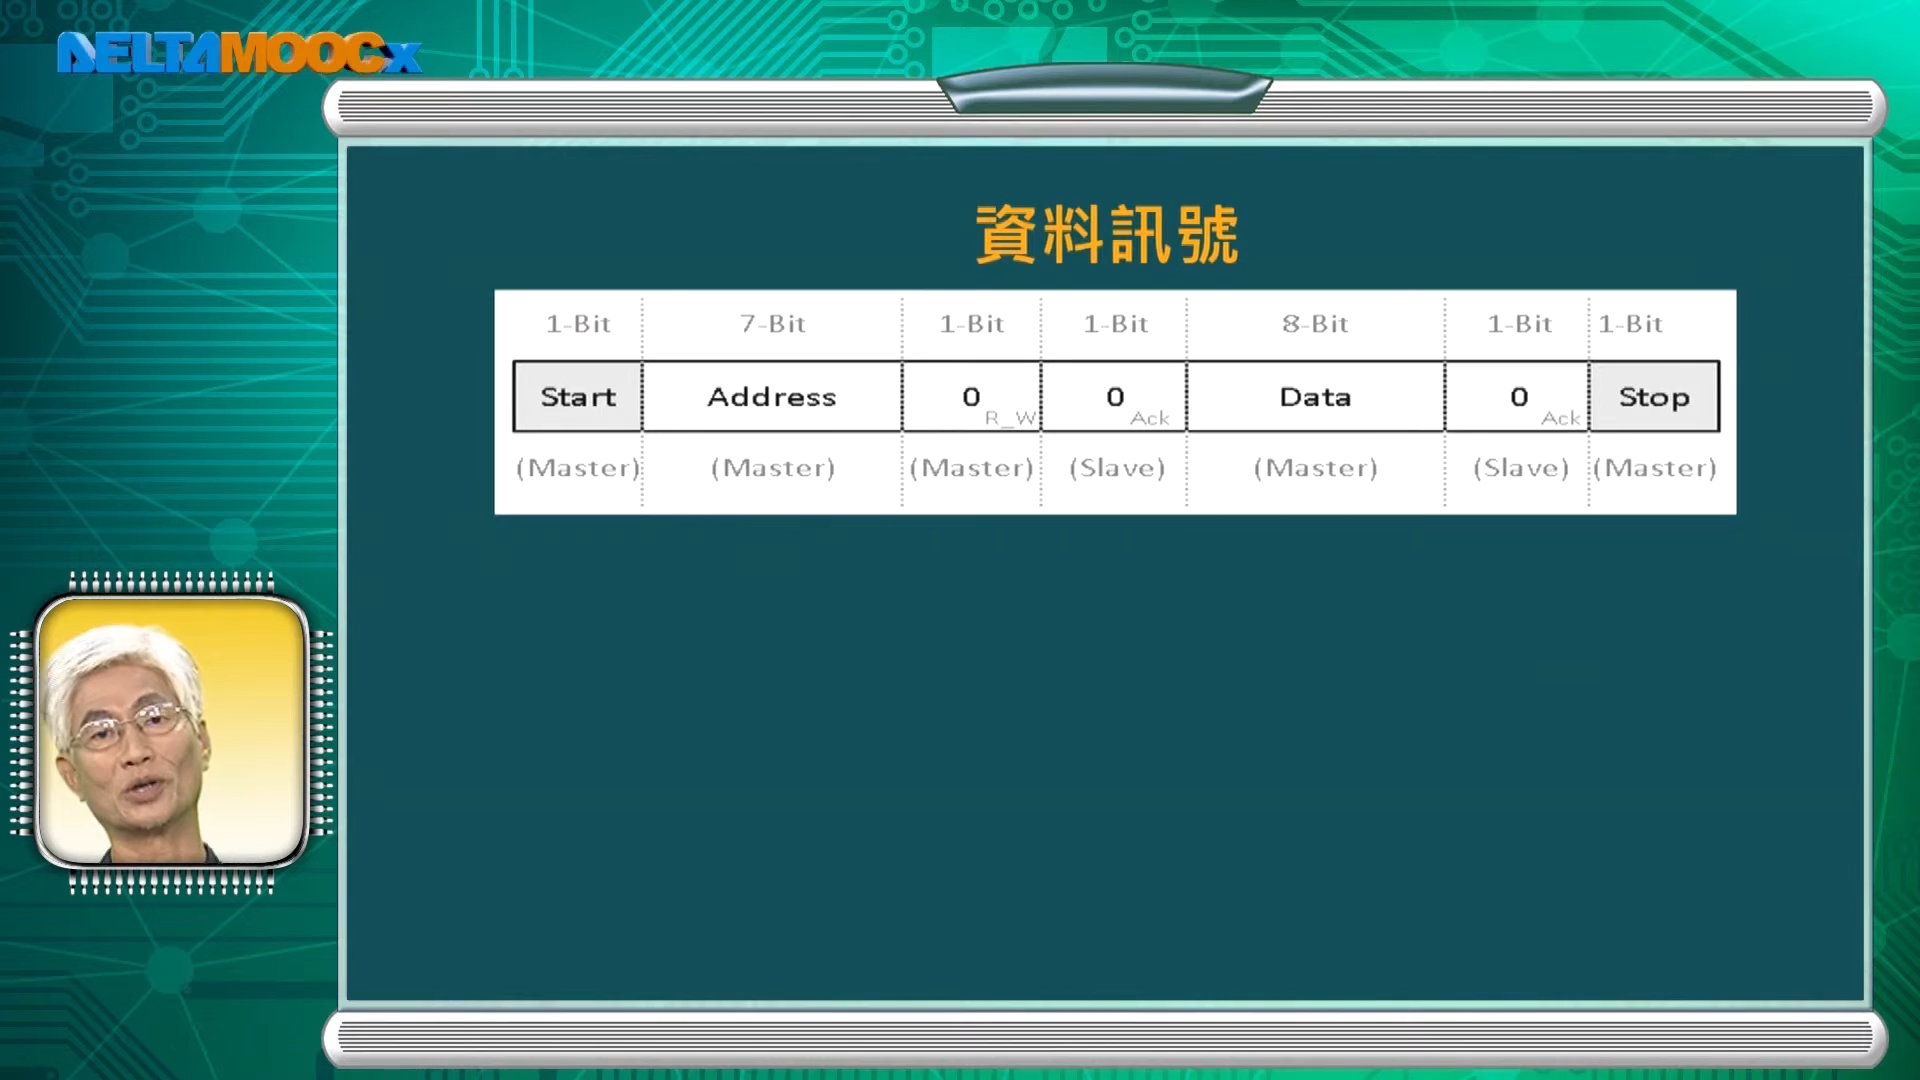 DELTAMOOCx
資料訊號
1-Bit 7-Bit 1-Bit 1-Bit 8-Bit 1-Bit 1-Bit
Start Address 0 R_W 0 Ack Data 0 Ack Stop
(Master) (Master) (Master) (Slave) (Master) (Slave) (Master)